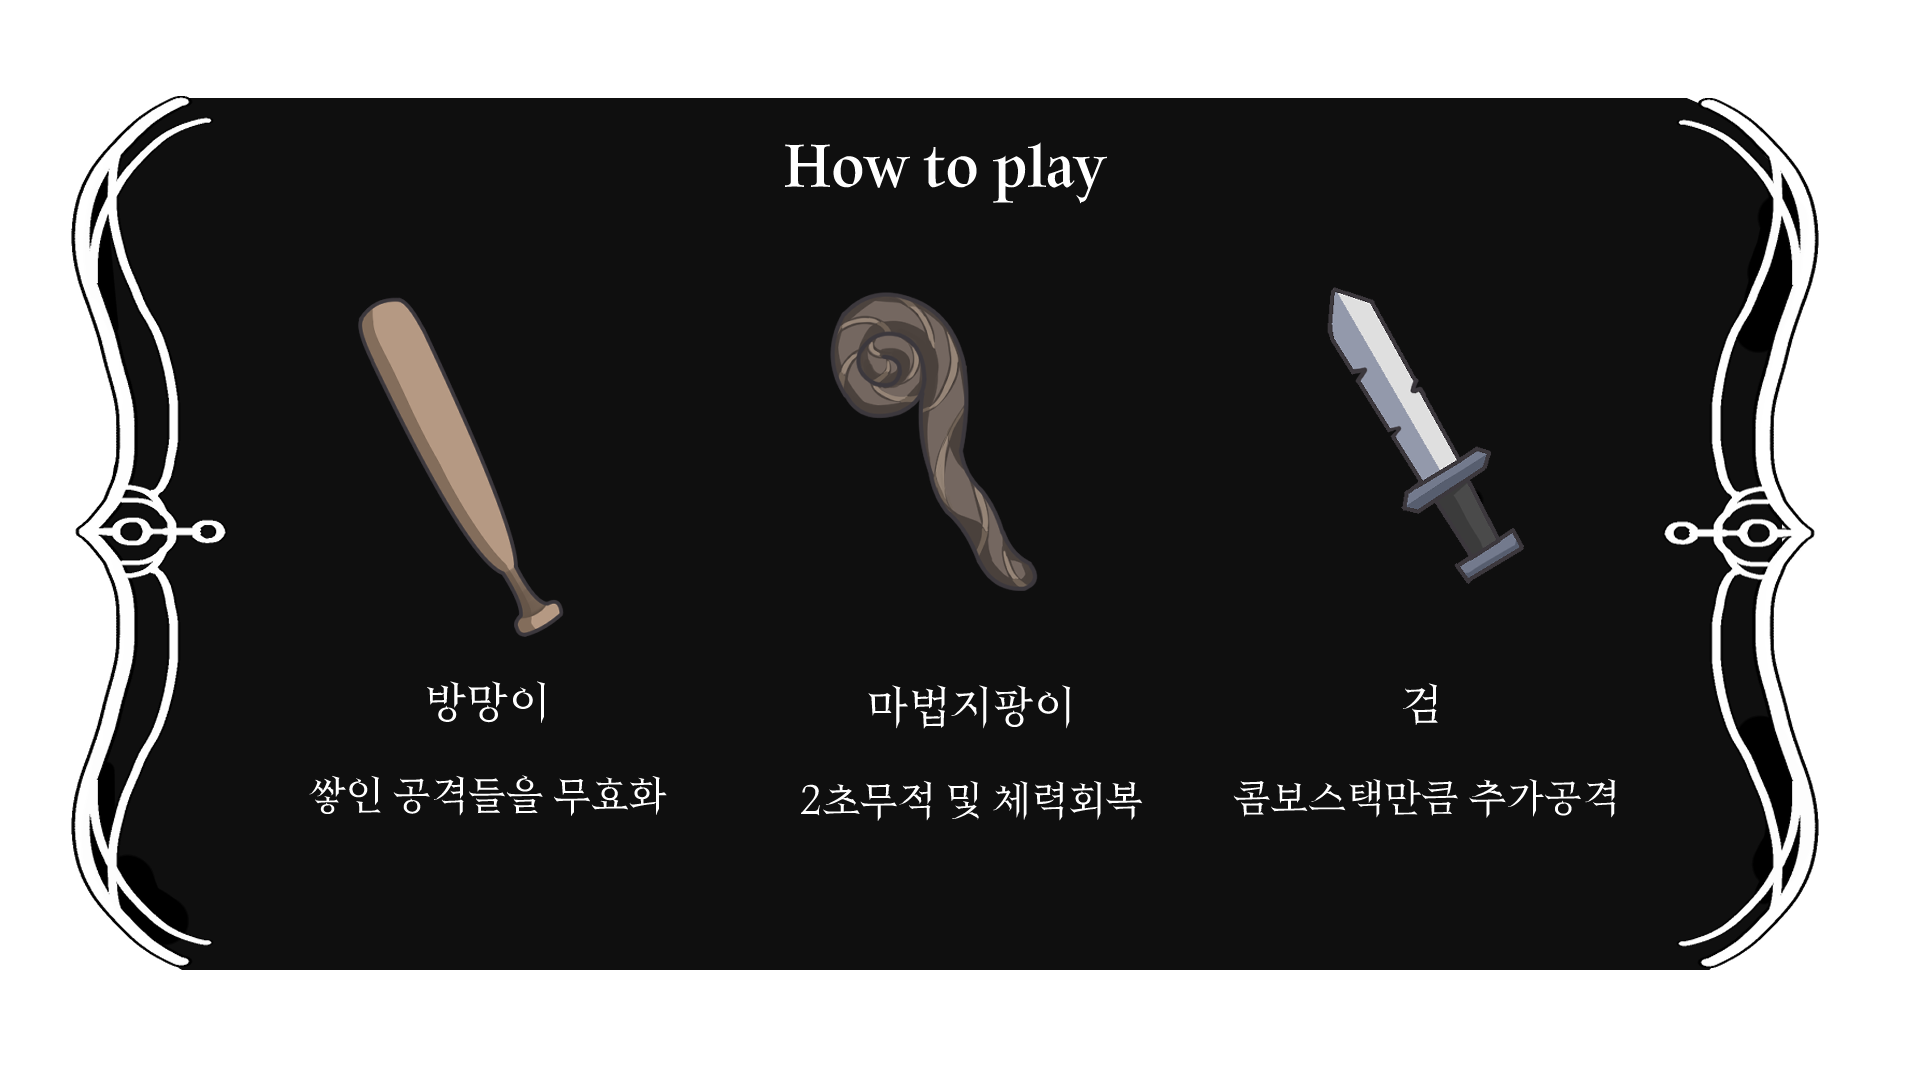 How to play
방망이
마법지팡이
검
쌓인 공격들을 무효화
2초무적 및 체력회복
콤보스택만큼 추가공격